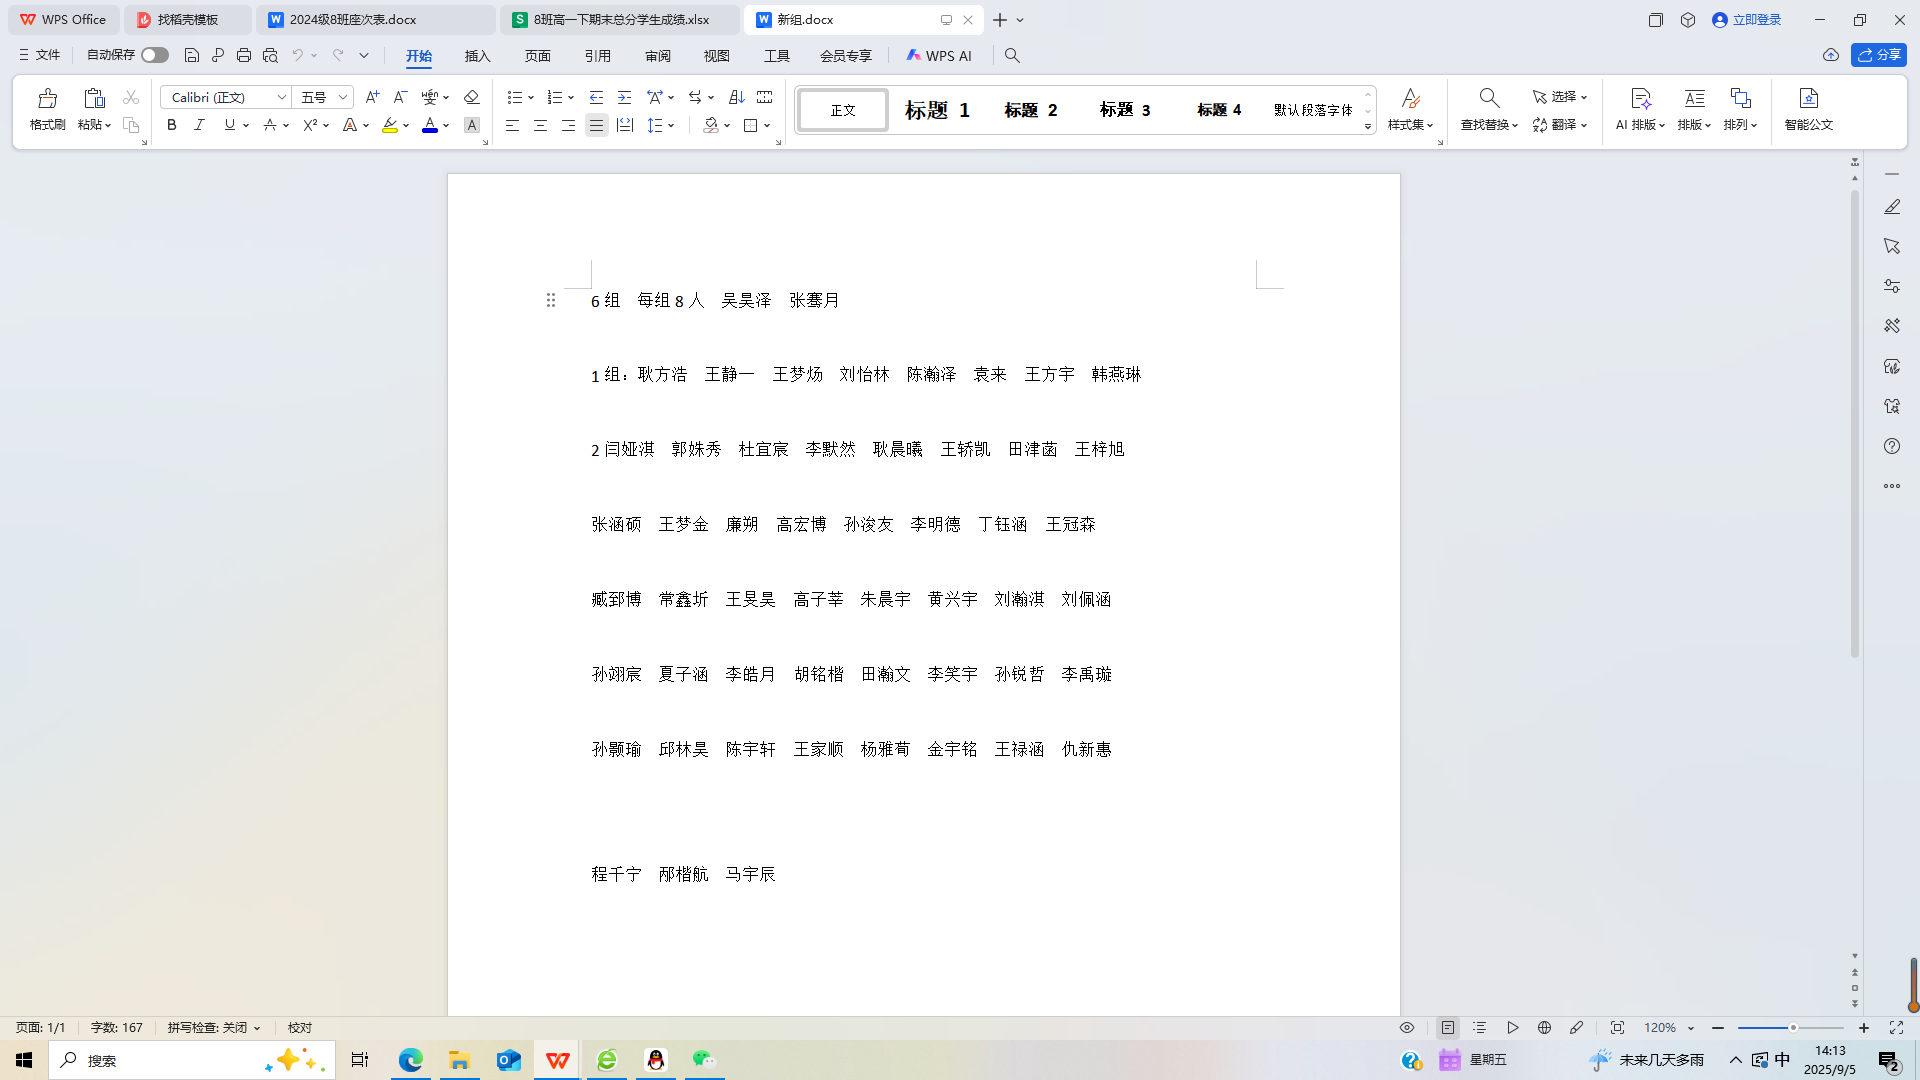 WPS Office 找稻壳模板 2024级8班座次表.docx 8班高一下期末总分学生成绩.xlsx 新组.docx 立即登录
文件 自动保存 开始 插入 页面 引用 审阅 视图 工具 会员专享 WPS AI 分享
格式刷 粘贴 Calibri (正文) 五号 正文 标题 1 标题 2 标题 3 标题 4 默认段落字体 样式集 查找替换 选择 翻译 AI 排版 排版 排列 智能公文
6 组 每组 8 人 吴昊泽 张骞月
1 组：耿方浩 王静一 王梦炀 刘怡林 陈瀚泽 袁来 王方宇 韩燕琳
2 闫娅淇 郭姝秀 杜宜宸 李默然 耿晨曦 王轿凯 田津菡 王梓旭
张涵硕 王梦金 廉朔 高宏博 孙浚友 李明德 丁钰涵 王冠森
臧郅博 常鑫圻 王旻昊 高子莘 朱晨宇 黄兴宇 刘瀚淇 刘佩涵
孙翊宸 夏子涵 李皓月 胡铭楷 田瀚文 李笑宇 孙锐哲 李禹璇
孙颢瑜 邱林昊 陈宇轩 王家顺 杨雅荀 金宇铭 王禄涵 仇新惠
程千宁 邴楷航 马宇辰
页面: 1/1 字数: 167 拼写检查: 关闭 校对 120%
搜索 星期五 未来几天多雨 中 14:13
2025/9/5 2